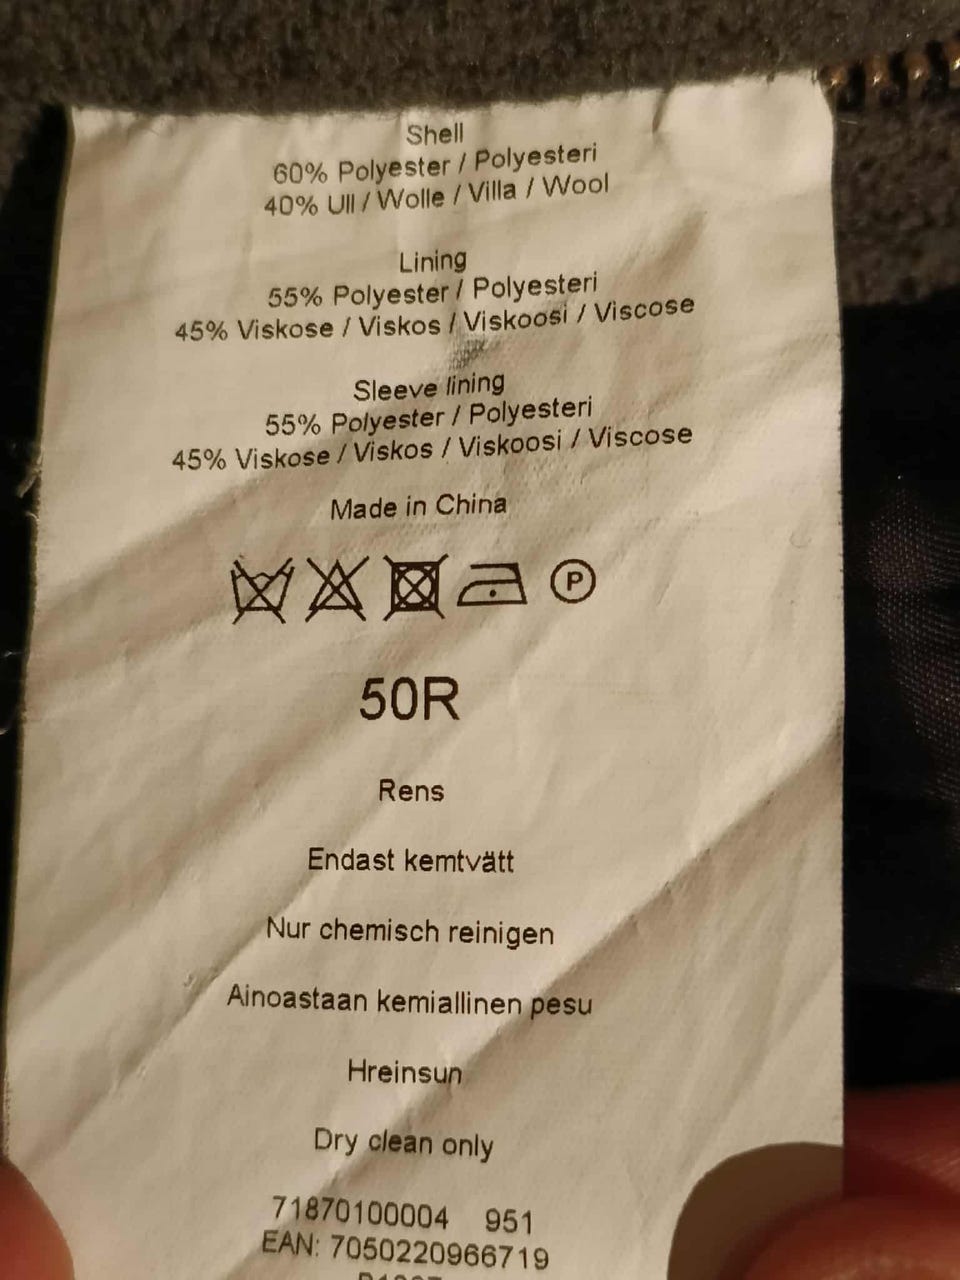 Shell
60% Polyester / Polyesteri
40% Ull / Wolle / Villa / Wool
Lining
55% Polyester / Polyesteri
45% Viskose / Viskos / Viskoosi / Viscose
Sleeve lining
55% Polyester / Polyesteri
45% Viskose / Viskos / Viskoosi / Viscose
Made in China
P
50R
Rens
Endast kemtvätt
Nur chemisch reinigen
Ainoastaan kemiallinen pesu
Hreinsun
Dry clean only
71870100004 951
EAN: 7050220966719